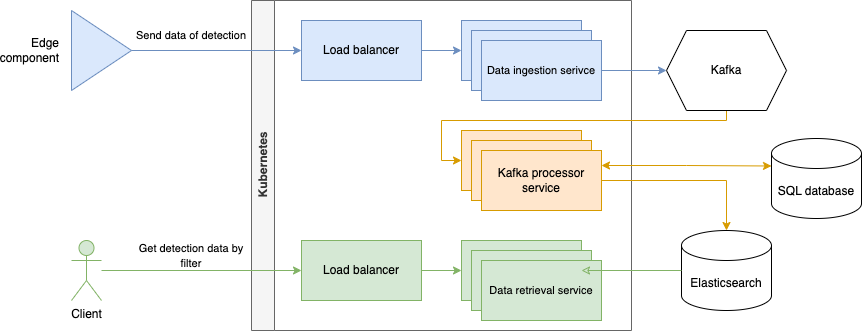 Edge
component
Send data of detection
Kubernetes
Load balancer
Data ingestion serivce
Kafka
Kafka processor
service
SQL database
Client
Get detection data by
filter
Load balancer
Data retrieval service
Elasticsearch